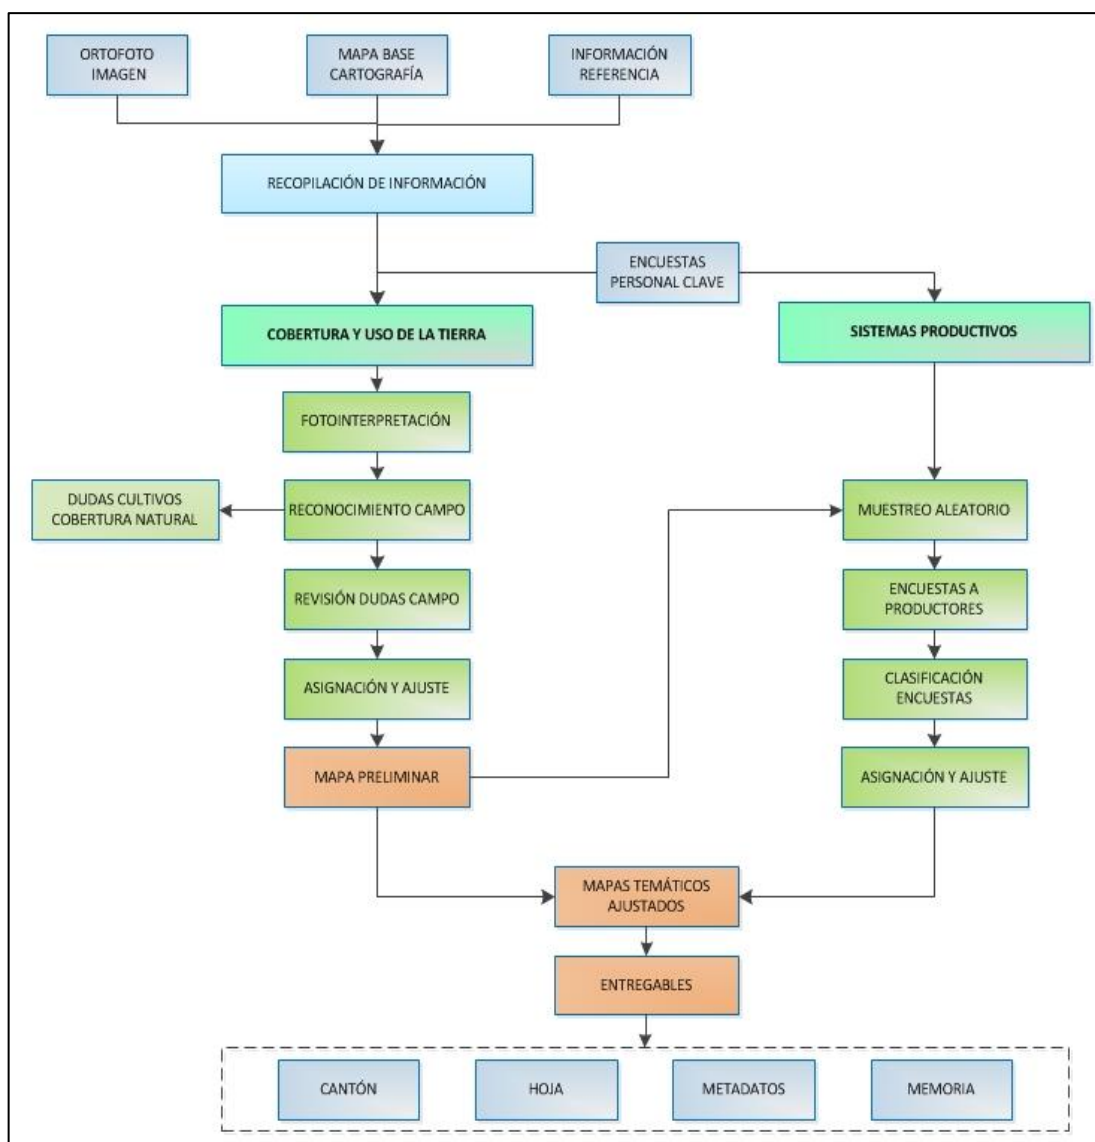 ORTOFOTO
IMAGEN
MAPA BASE
CARTOGRAFÍA
INFORMACIÓN
REFERENCIA
RECOPILACIÓN DE INFORMACIÓN
ENCUESTAS
PERSONAL CLAVE
COBERTURA Y USO DE LA TIERRA
SISTEMAS PRODUCTIVOS
FOTOINTERPRETACIÓN
DUDAS CULTIVOS
COBERTURA NATURAL
RECONOCIMIENTO CAMPO
MUESTREO ALEATORIO
REVISIÓN DUDAS CAMPO
ENCUESTAS A
PRODUCTORES
ASIGNACIÓN Y AJUSTE
CLASIFICACIÓN
ENCUESTAS
MAPA PRELIMINAR
ASIGNACIÓN Y AJUSTE
MAPAS TEMÁTICOS
AJUSTADOS
ENTREGABLES
CANTÓN
HOJA
METADATOS
MEMORIA